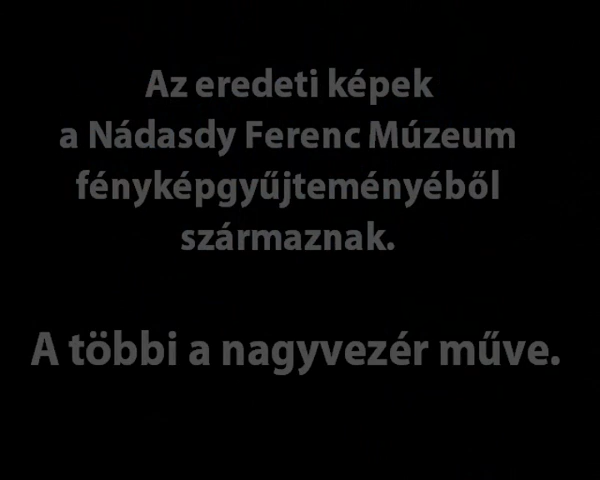 Az eredeti képek
a Nádasdy Ferenc Múzeum
fényképgyűjteményéből
származnak.
A többi a nagyvezér műve.